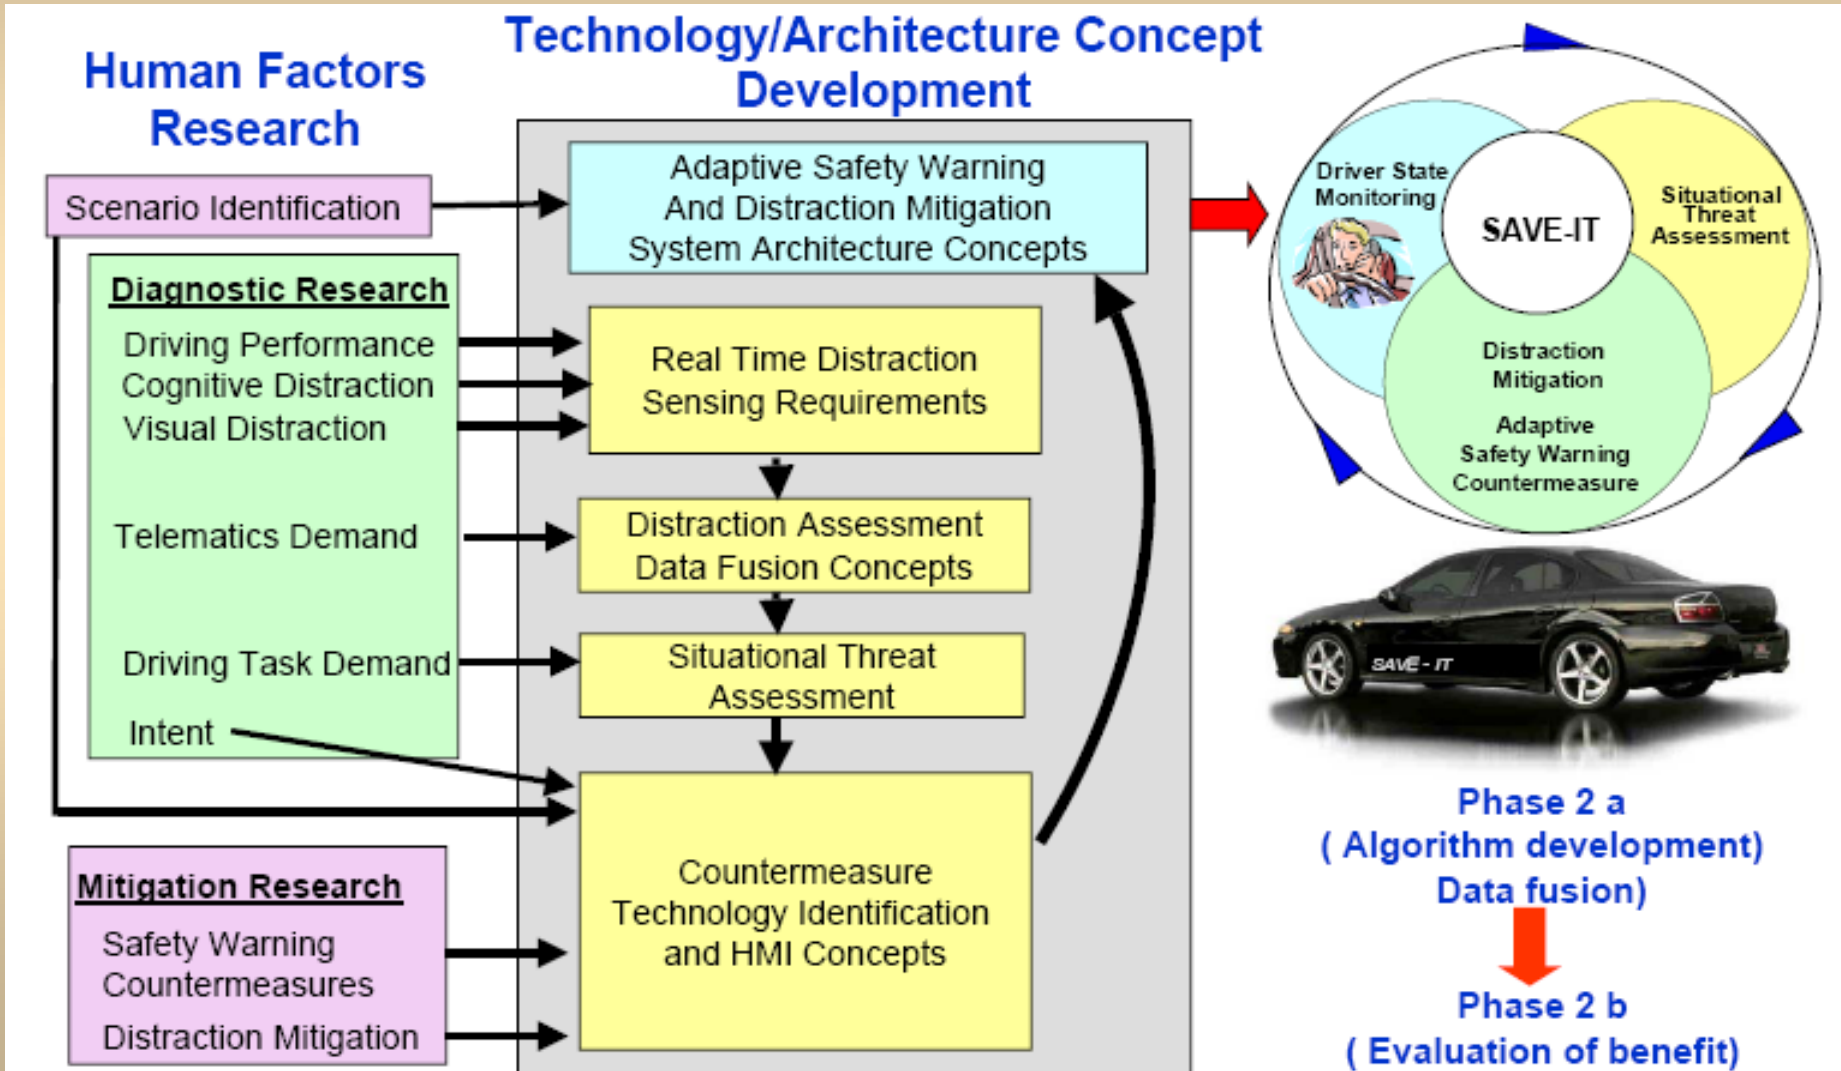 Human Factors
Research
Technology/Architecture Concept
Development
Scenario Identification
Diagnostic Research
Driving Performance
Cognitive Distraction
Visual Distraction
Telematics Demand
Driving Task Demand
Intent
Mitigation Research
Safety Warning
Countermeasures
Distraction Mitigation
Adaptive Safety Warning
And Distraction Mitigation
System Architecture Concepts
Real Time Distraction
Sensing Requirements
Distraction Assessment
Data Fusion Concepts
Situational Threat
Assessment
Countermeasure
Technology Identification
and HMI Concepts
Driver State
Monitoring
SAVE-IT
Situational
Threat
Assessment
Distraction
Mitigation
Adaptive
Safety Warning
Countermeasure
SAVE - IT
Phase 2 a
( Algorithm development)
Data fusion)
Phase 2 b
( Evaluation of benefit)